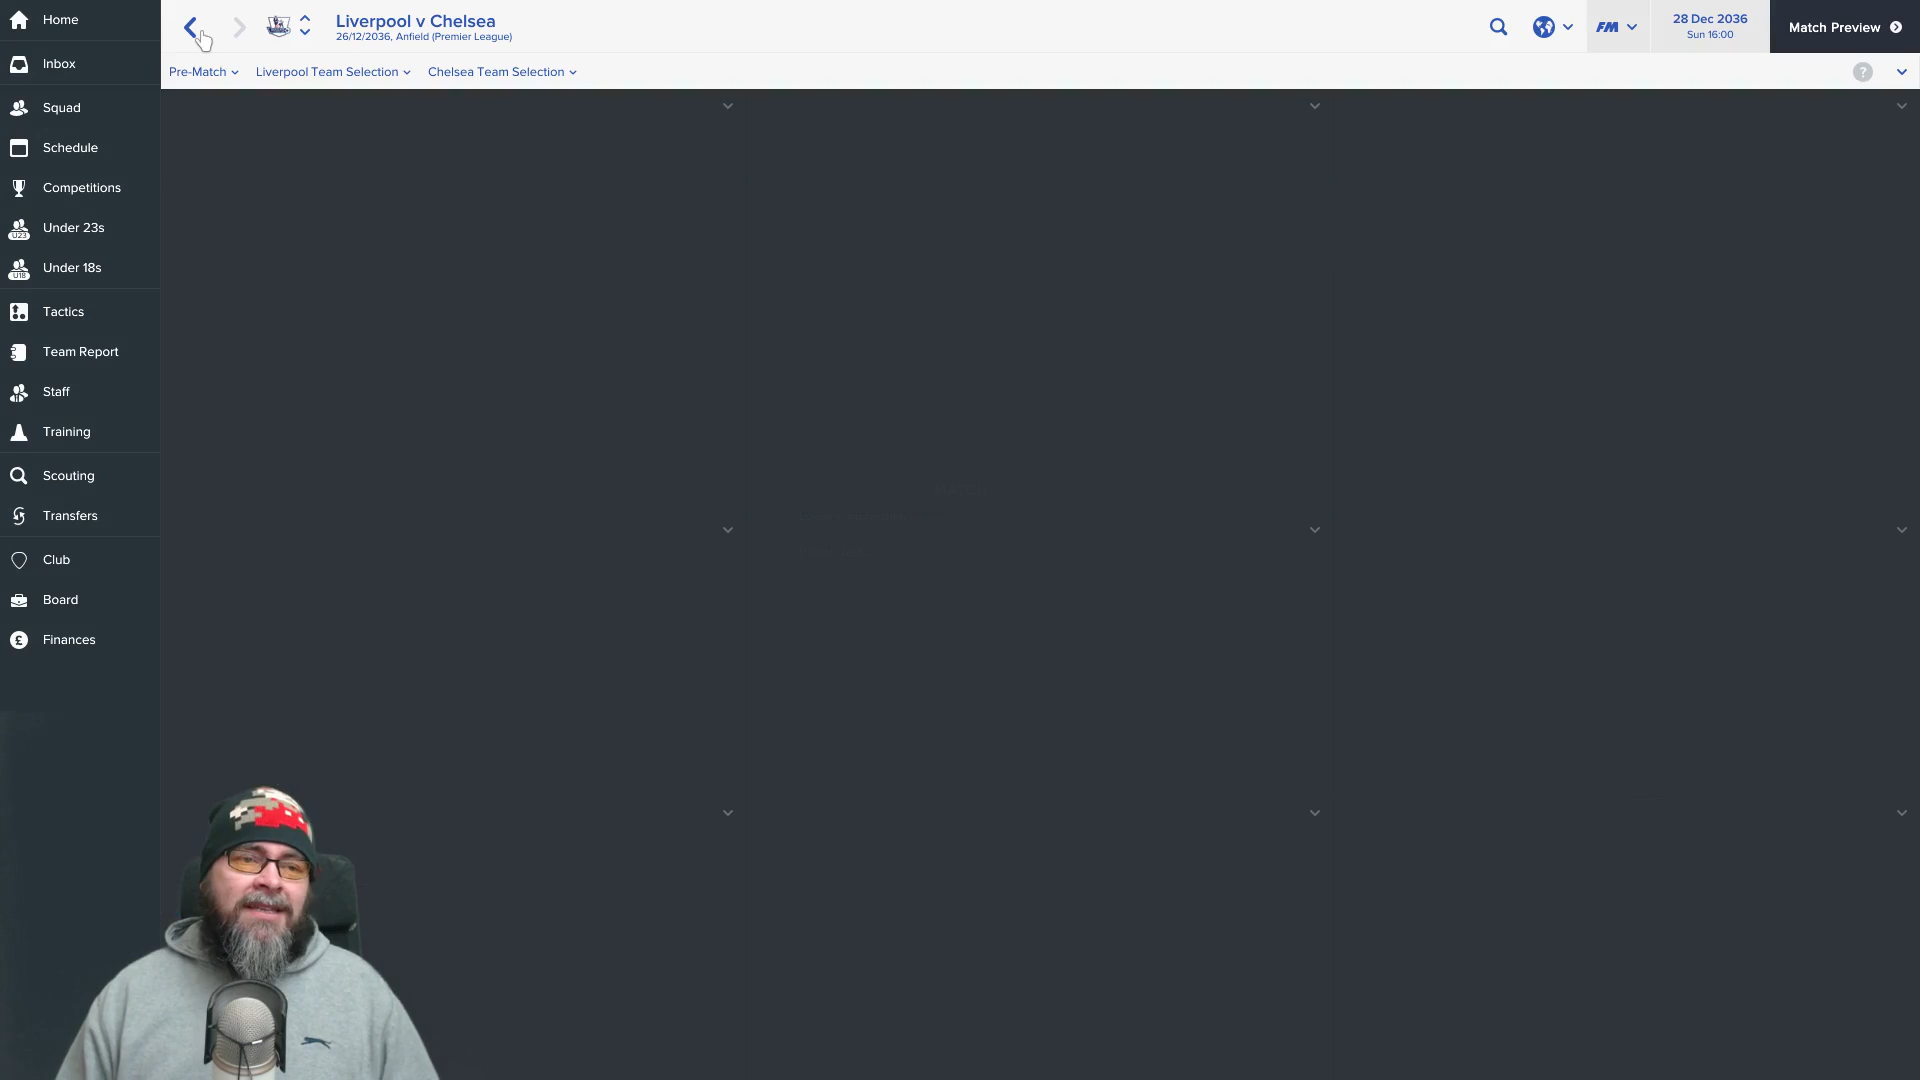 Home
Inbox
Squad
Schedule
Competitions
Under 23s
Under 18s
Tactics
Team Report
Staff
Training
Scouting
Transfers
Club
Board
Finances
Liverpool v Chelsea
26/12/2036, Anfield (Premier League)
FM
28 Dec 2036
Sun 16:00
Match Preview
Pre-Match
Liverpool Team Selection
Chelsea Team Selection
?
U23
U18